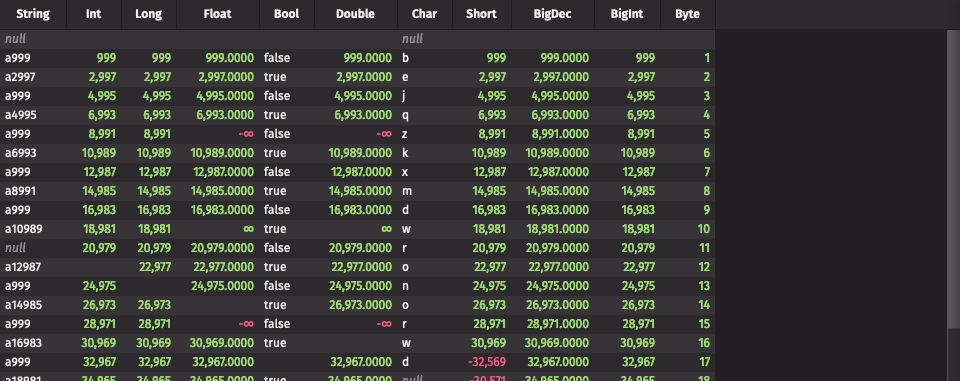 String Int Long Float Bool Double Char Short BigDec BigInt Byte
null null
a999 999 999 999.0000 false 999.0000 b 999 999.0000 999 1
a2997 2,997 2,997 2,997.0000 true 2,997.0000 e 2,997 2,997.0000 2,997 2
a999 4,995 4,995 4,995.0000 false 4,995.0000 j 4,995 4,995.0000 4,995 3
a4995 6,993 6,993 6,993.0000 true 6,993.0000 q 6,993 6,993.0000 6,993 4
a999 8,991 8,991 -∞ false -∞ z 8,991 8,991.0000 8,991 5
a6993 10,989 10,989 10,989.0000 true 10,989.0000 k 10,989 10,989.0000 10,989 6
a999 12,987 12,987 12,987.0000 false 12,987.0000 x 12,987 12,987.0000 12,987 7
a8991 14,985 14,985 14,985.0000 true 14,985.0000 m 14,985 14,985.0000 14,985 8
a999 16,983 16,983 16,983.0000 false 16,983.0000 d 16,983 16,983.0000 16,983 9
a10989 18,981 18,981 ∞ true ∞ w 18,981 18,981.0000 18,981 10
null 20,979 20,979 20,979.0000 false 20,979.0000 r 20,979 20,979.0000 20,979 11
a12987 22,977 22,977.0000 true 22,977.0000 o 22,977 22,977.0000 22,977 12
a999 24,975 24,975.0000 false 24,975.0000 n 24,975 24,975.0000 24,975 13
a14985 26,973 26,973 true 26,973.0000 o 26,973 26,973.0000 26,973 14
a999 28,971 28,971 -∞ false -∞ r 28,971 28,971.0000 28,971 15
a16983 30,969 30,969 30,969.0000 true w 30,969 30,969.0000 30,969 16
a999 32,967 32,967 32,967.0000 32,967.0000 d -32,569 32,967.0000 32,967 17
a18981 34,965 34,965 34,965.0000 true 34,965.0000 null -30,571 34,965.0000 34,965 18